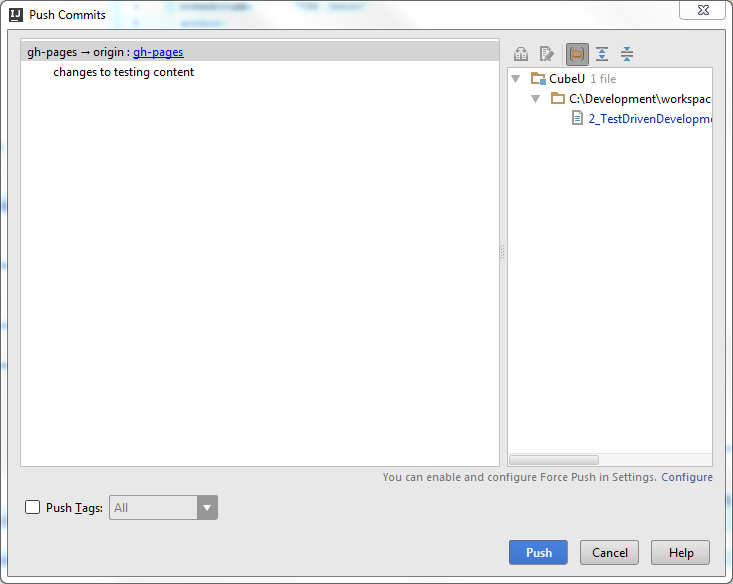 Push Commits
gh-pages → origin : gh-pages
changes to testing content
CubeU 1 file
C:\Development\workspac
2_TestDrivenDevelopme
You can enable and configure Force Push in Settings. Configure
Push Tags: All
Push Cancel Help